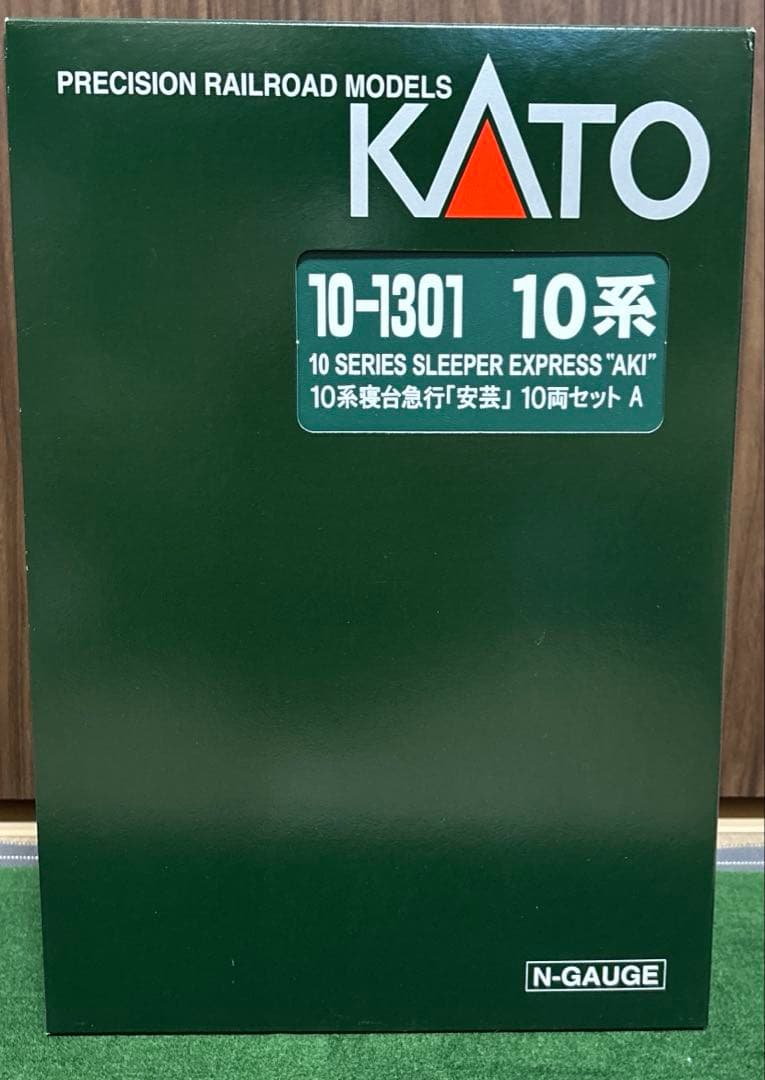 PRECISION RAILROAD MODELS
KATO
10-1301 10系
10 SERIES SLEEPER EXPRESS "AKI"
10系寝台急行「安芸」 10両セット A
N-GAUGE